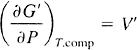 (∂G′/∂P)T.comp = V′